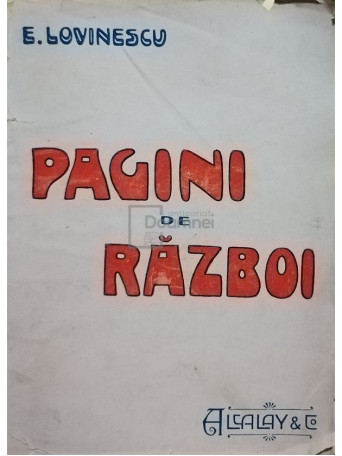 E. LOVINESCU
PAGINI
DE
RĂZBOI
ALCALAY & Co